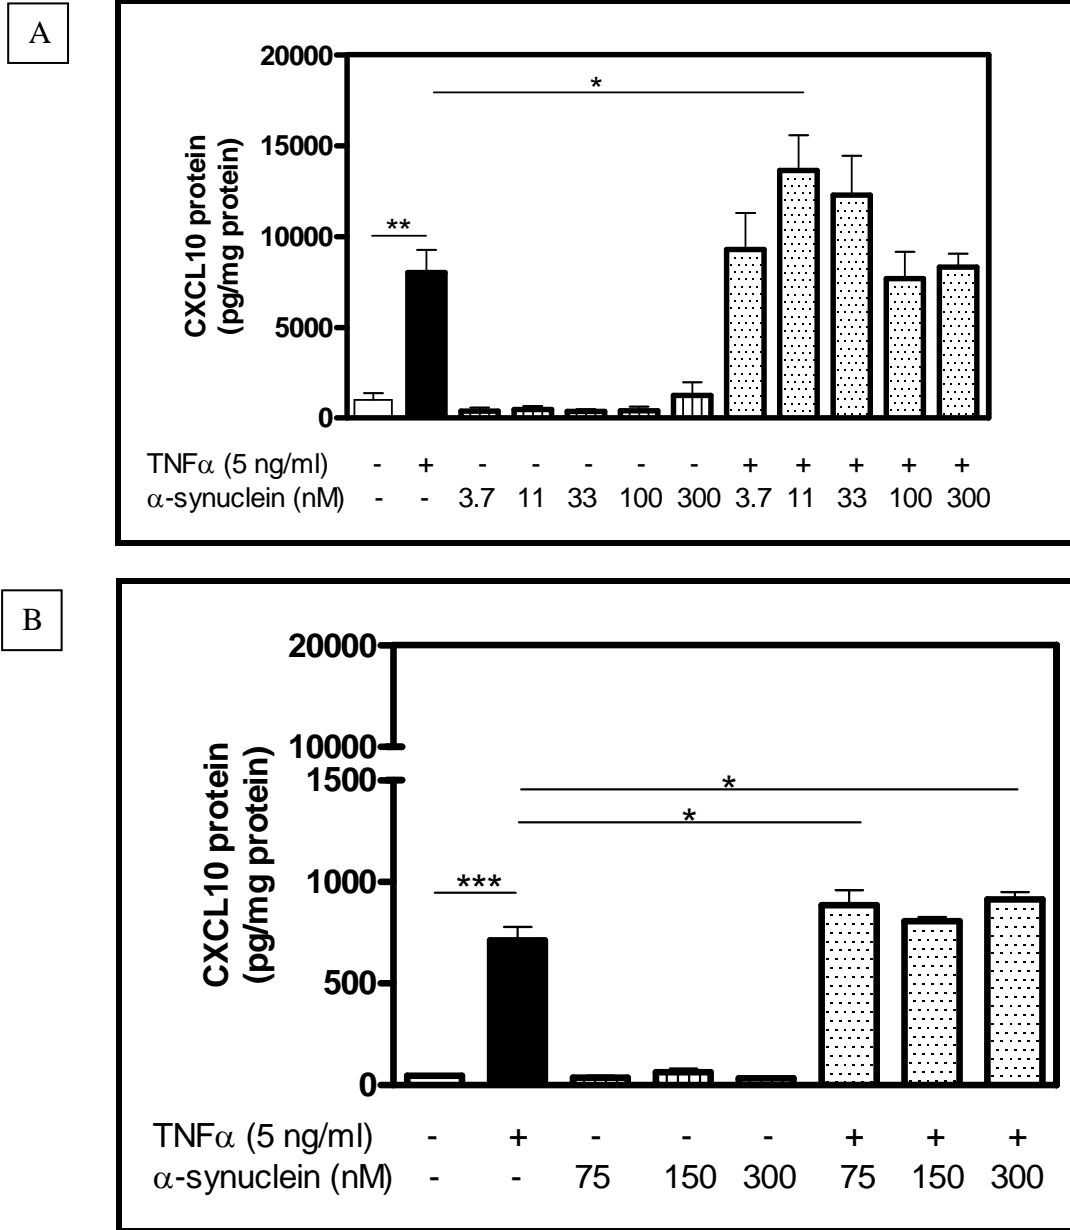 A
20000
*
15000
CXCL10 protein
(pg/mg protein)
10000
**
5000
0
TNFα (5 ng/ml) - + - - - - - + + + + +
α-synuclein (nM) - - 3.7 11 33 100 300 3.7 11 33 100 300
B
20000
10000
1500
*
*
CXCL10 protein
(pg/mg protein)
1000
***
500
0
TNFα (5 ng/ml) - + - - - + + +
α-synuclein (nM) - - 75 150 300 75 150 300